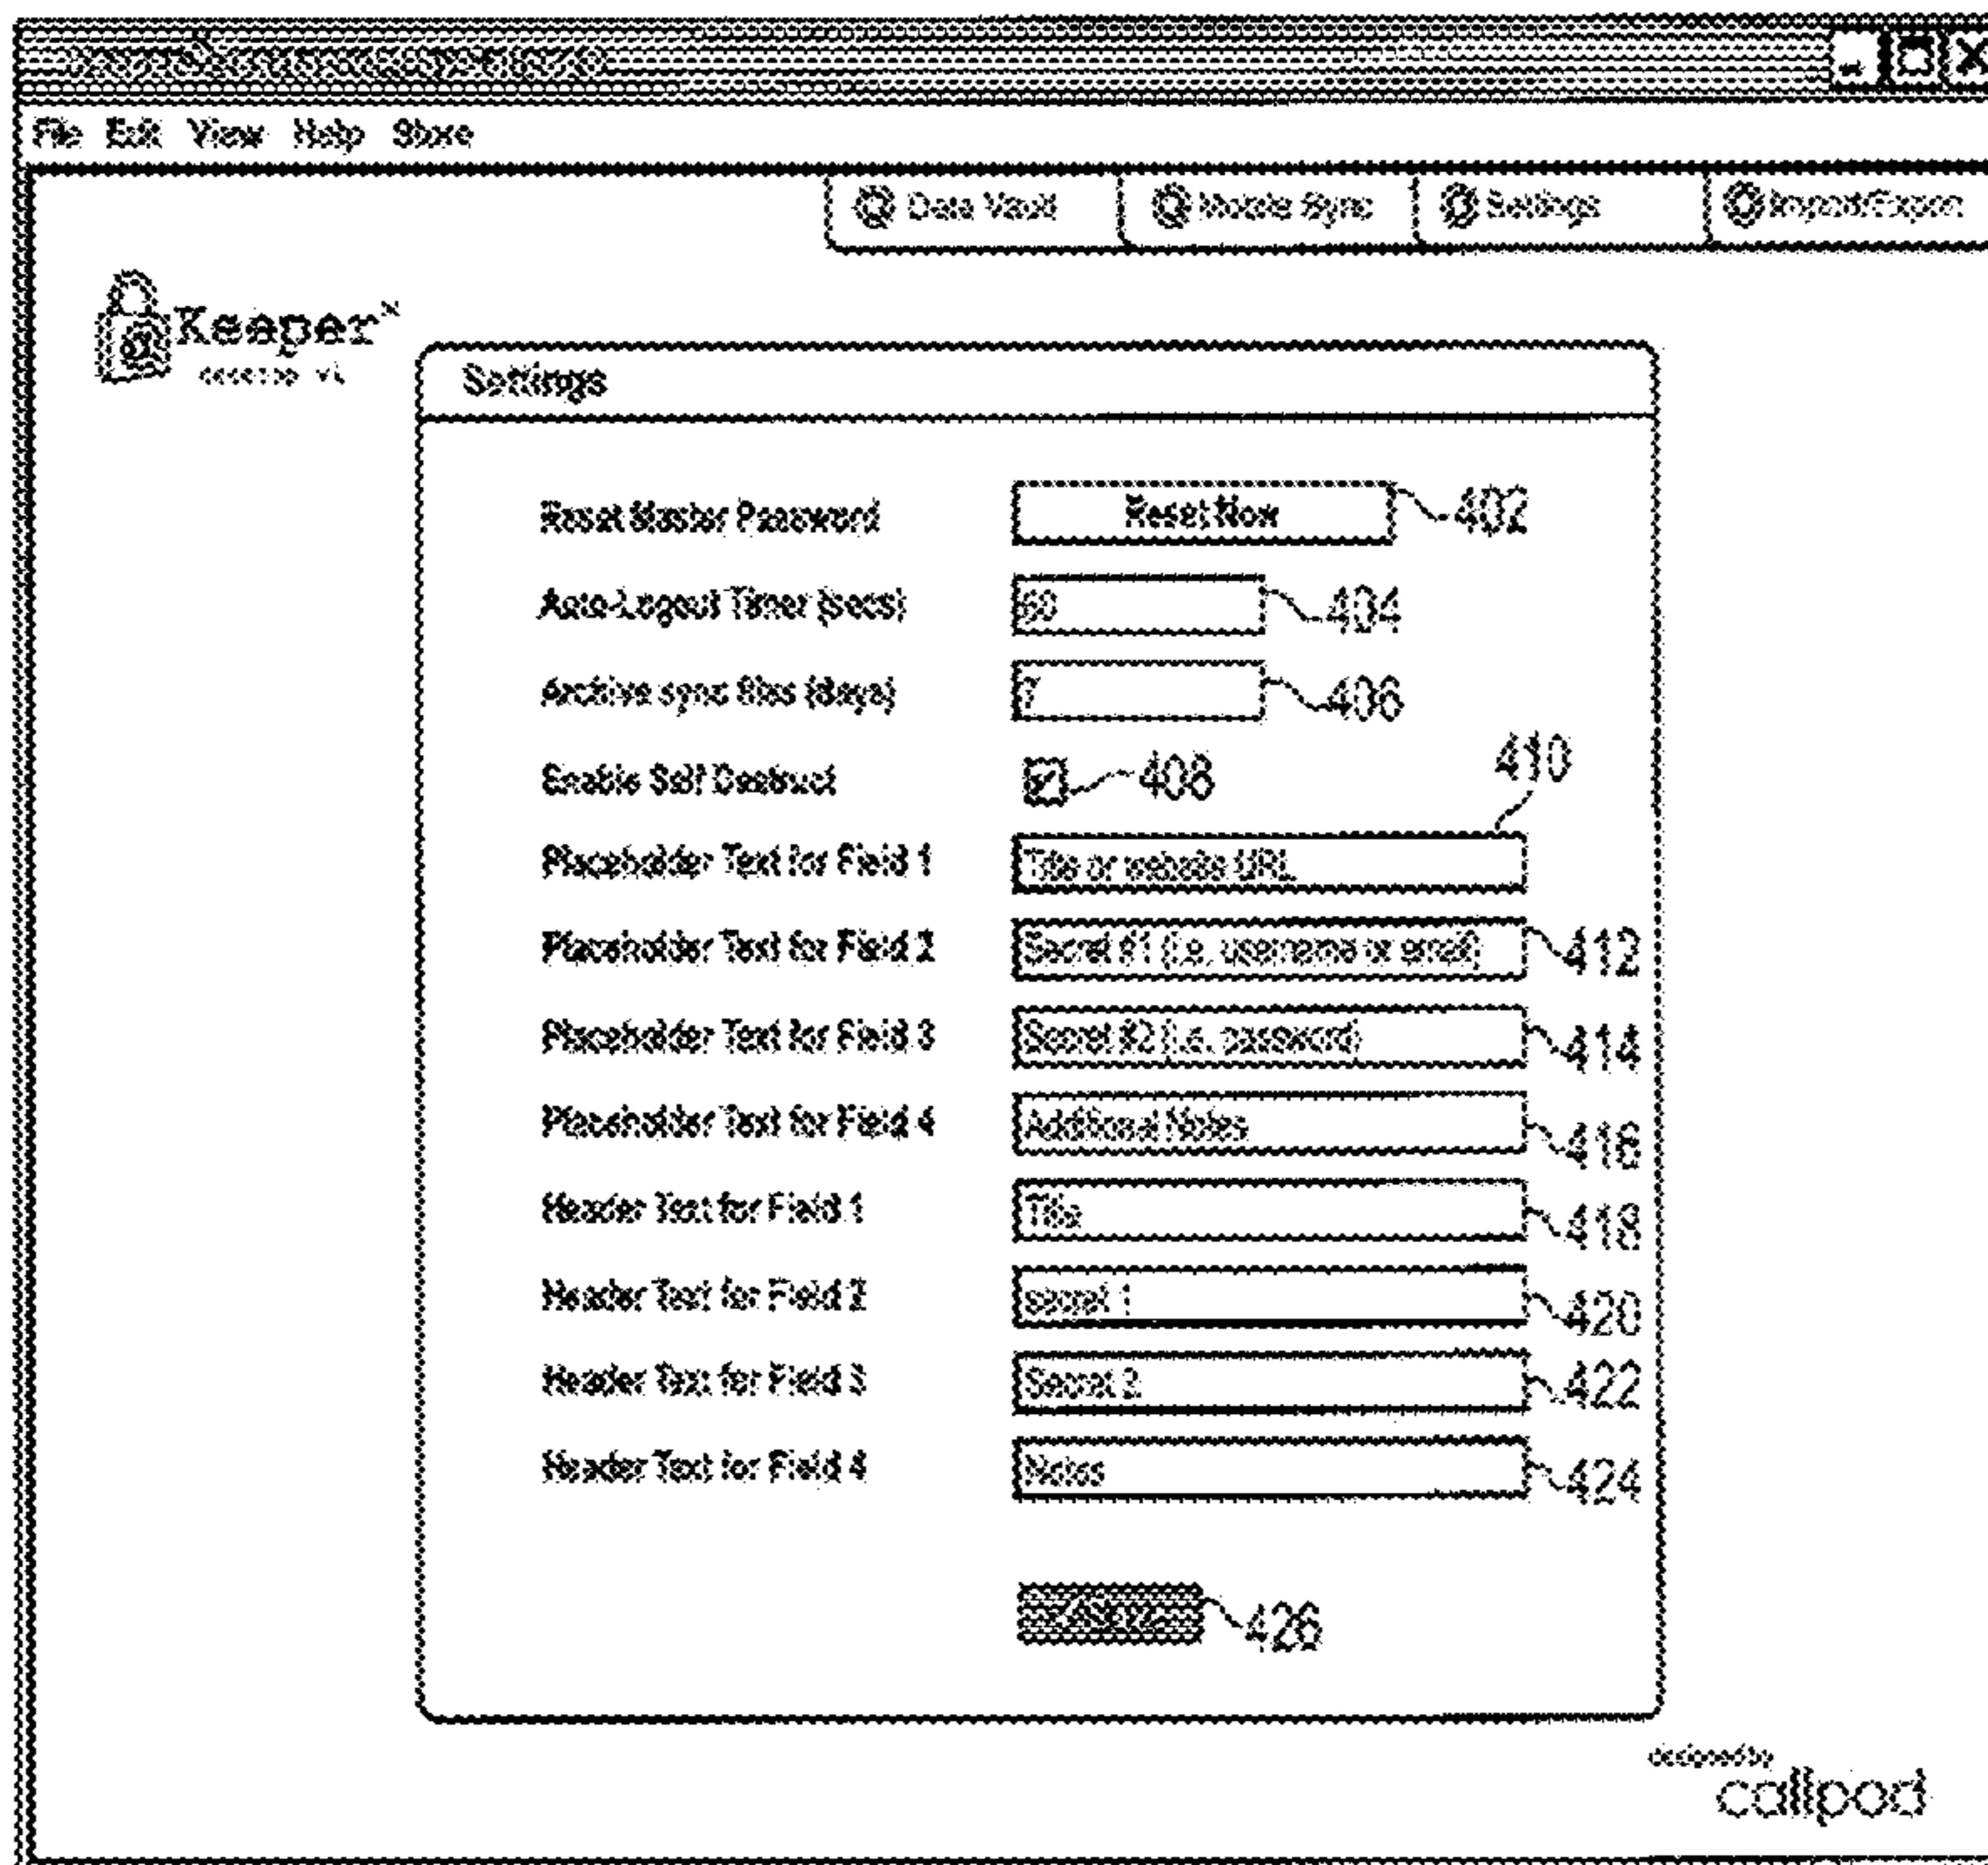 File Edit View Help Store
Data Vault Mobile Sync Settings Import/Export
Keeper
desktop
Settings
Reset Master Password Reset Now 402
Auto-Logout Timer (secs) 60 404
Archive sync files (days) 7 406
Enable Self Destruct 408
410
Placeholder Text for Field 1 Title or website URL
Placeholder Text for Field 2 Secret #1 (i.e. username or email) 412
Placeholder Text for Field 3 Secret #2 (i.e. password) 414
Placeholder Text for Field 4 Additional Notes 416
Header Text for Field 1 Title 418
Header Text for Field 2 secret 1 420
Header Text for Field 3 Secret 2 422
Header Text for Field 4 Notes 424
426
designed by
callpod